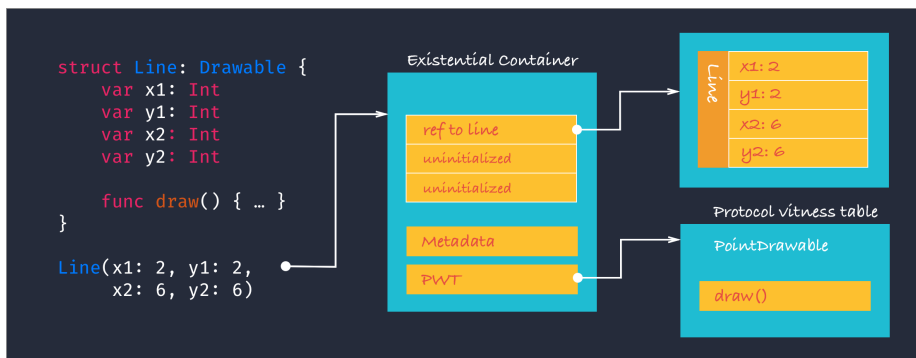 struct Line: Drawable {
var x1: Int
var y1: Int
var x2: Int
var y2: Int
func draw() { … }
}
Line(x1: 2, y1: 2,
x2: 6, y2: 6)
Existential Container
ref to line
uninitialized
uninitialized
Metadata
PWT
Line
x1: 2
y1: 2
x2: 6
y2: 6
Protocol vitness table
PointDrawable
draw()